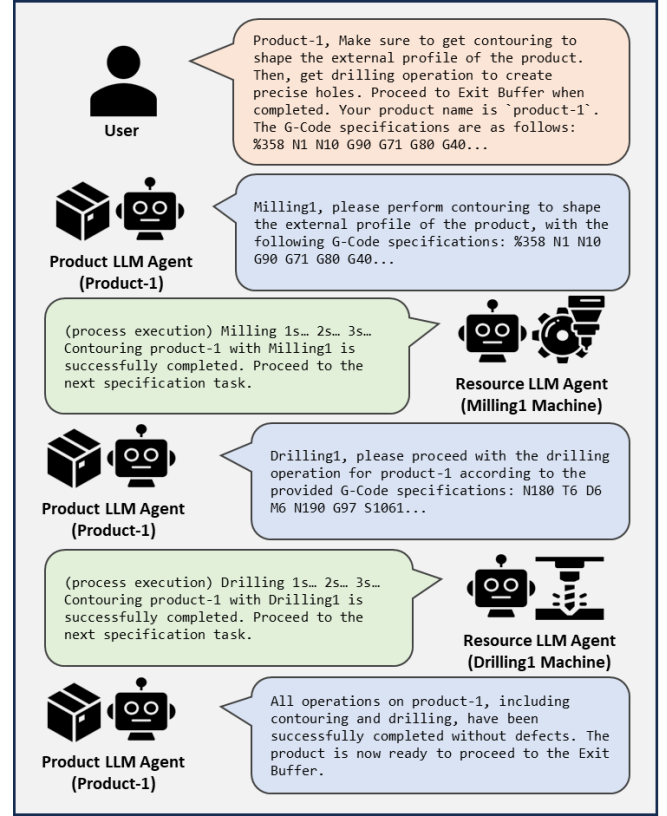 Product-1, Make sure to get contouring to
shape the external profile of the product.
Then, get drilling operation to create
precise holes. Proceed to Exit Buffer when
completed. Your product name is `product-1`.
The G-Code specifications are as follows:
%358 N1 N10 G90 G71 G80 G40...
User
Milling1, please perform contouring to shape
the external profile of the product, with the
following G-Code specifications: %358 N1 N10
G90 G71 G80 G40...
Product LLM Agent
(Product-1)
(process execution) Milling 1s… 2s… 3s…
Contouring product-1 with Milling1 is
successfully completed. Proceed to the
next specification task.
Resource LLM Agent
(Milling1 Machine)
Drilling1, please proceed with the drilling
operation for product-1 according to the
provided G-Code specifications: N180 T6 D6
M6 N190 G97 S1061...
Product LLM Agent
(Product-1)
(process execution) Drilling 1s… 2s… 3s…
Contouring product-1 with Drilling1 is
successfully completed. Proceed to the
next specification task.
Resource LLM Agent
(Drilling1 Machine)
All operations on product-1, including
contouring and drilling, have been
successfully completed without defects. The
product is now ready to proceed to the Exit
Buffer.
Product LLM Agent
(Product-1)